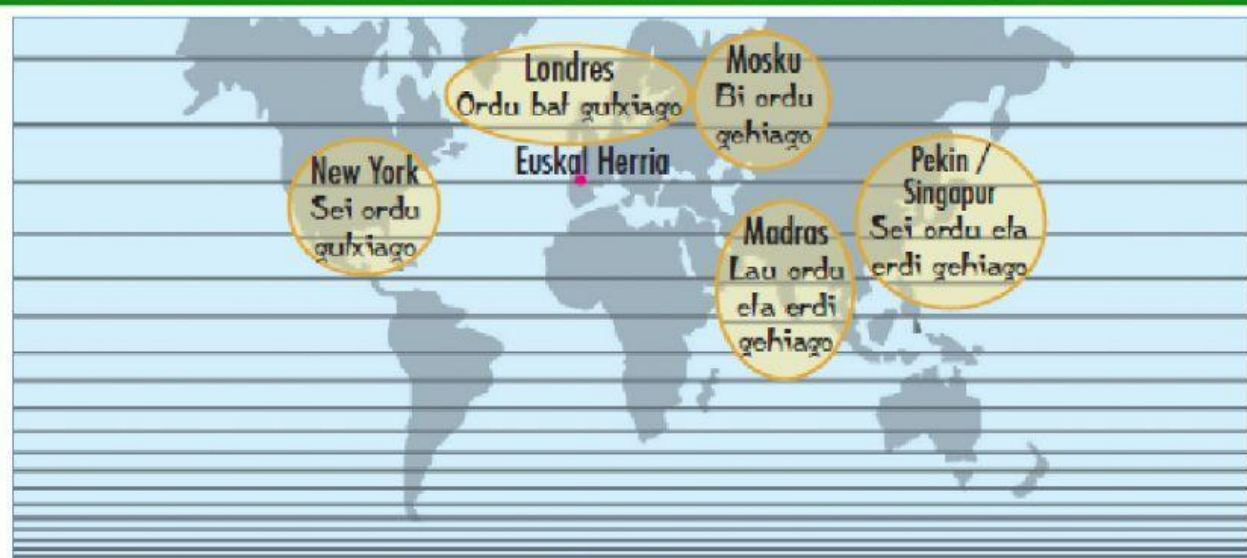 Londres
Ordu bat gutxiago
Mosku
Bi ordu
gehiago
Euskal Herria
New York
Sei ordu
gutxiago
Pekin /
Singapur
Sei ordu eta
erdi gehiago
Madras
Lau ordu
eta erdi
gehiago